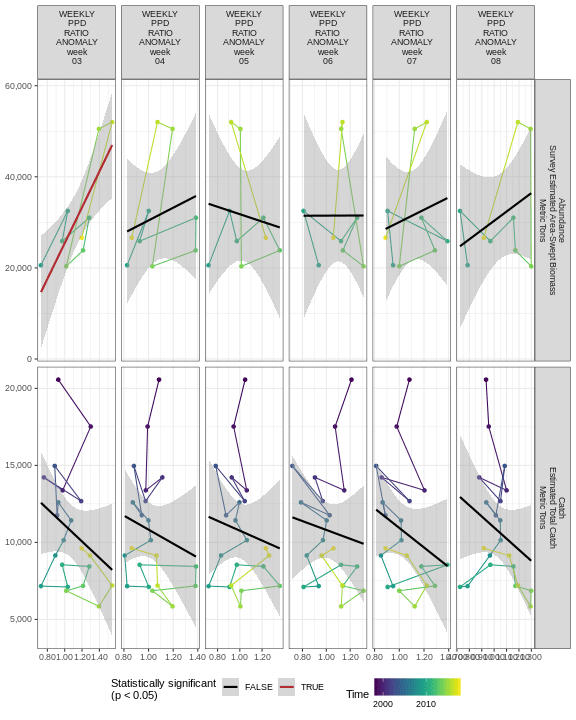 WEEKLY
PPD
RATIO
ANOMALY
week
03
WEEKLY
PPD
RATIO
ANOMALY
week
04
WEEKLY
PPD
RATIO
ANOMALY
week
05
WEEKLY
PPD
RATIO
ANOMALY
week
06
WEEKLY
PPD
RATIO
ANOMALY
week
07
WEEKLY
PPD
RATIO
ANOMALY
week
08
60,000
40,000
20,000
0
Abundance
Survey Estimated Area-Swept Biomass
Metric Tons
20,000
15,000
10,000
5,000
Catch
Estimated Total Catch
Metric Tons
0.80 1.00 1.20 1.40
0.80 1.00 1.20 1.40
0.80 1.00 1.20
0.80 1.00 1.20
0.80 1.00 1.20
Statistically significant
(p < 0.05)
FALSE
TRUE
Time
2000 2010